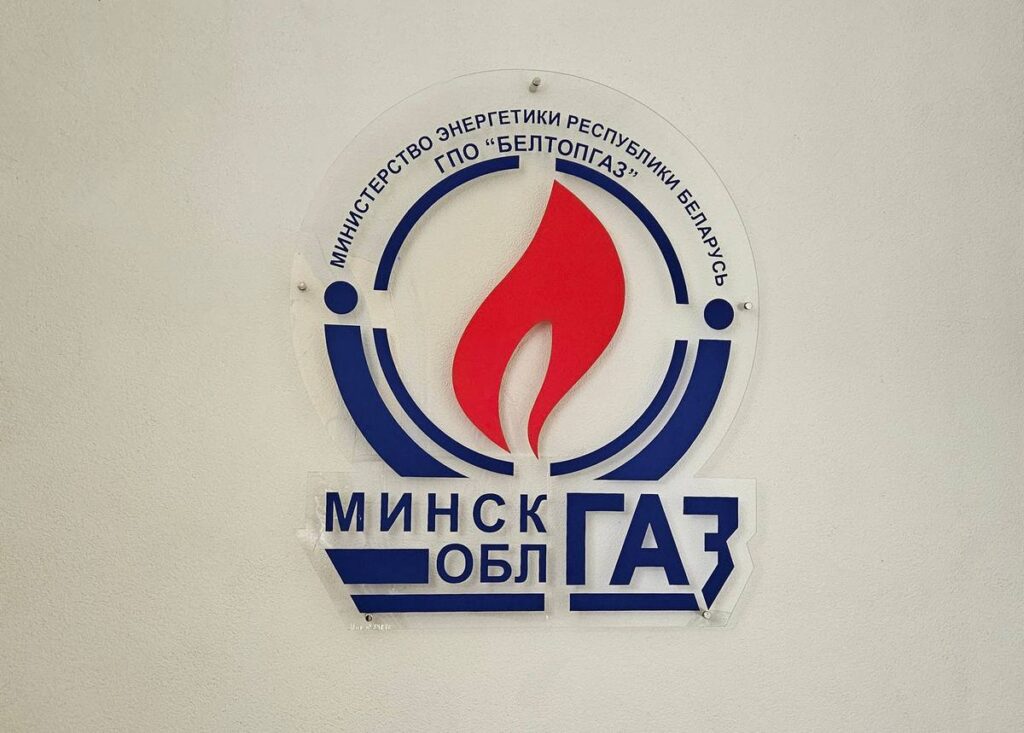 МИНИСТЕРСТВО ЭНЕРГЕТИКИ РЕСПУБЛИКИ БЕЛАРУСЬ
ГПО “БЕЛТОПГАЗ”
МИНСК
ОБЛ
ГАЗ